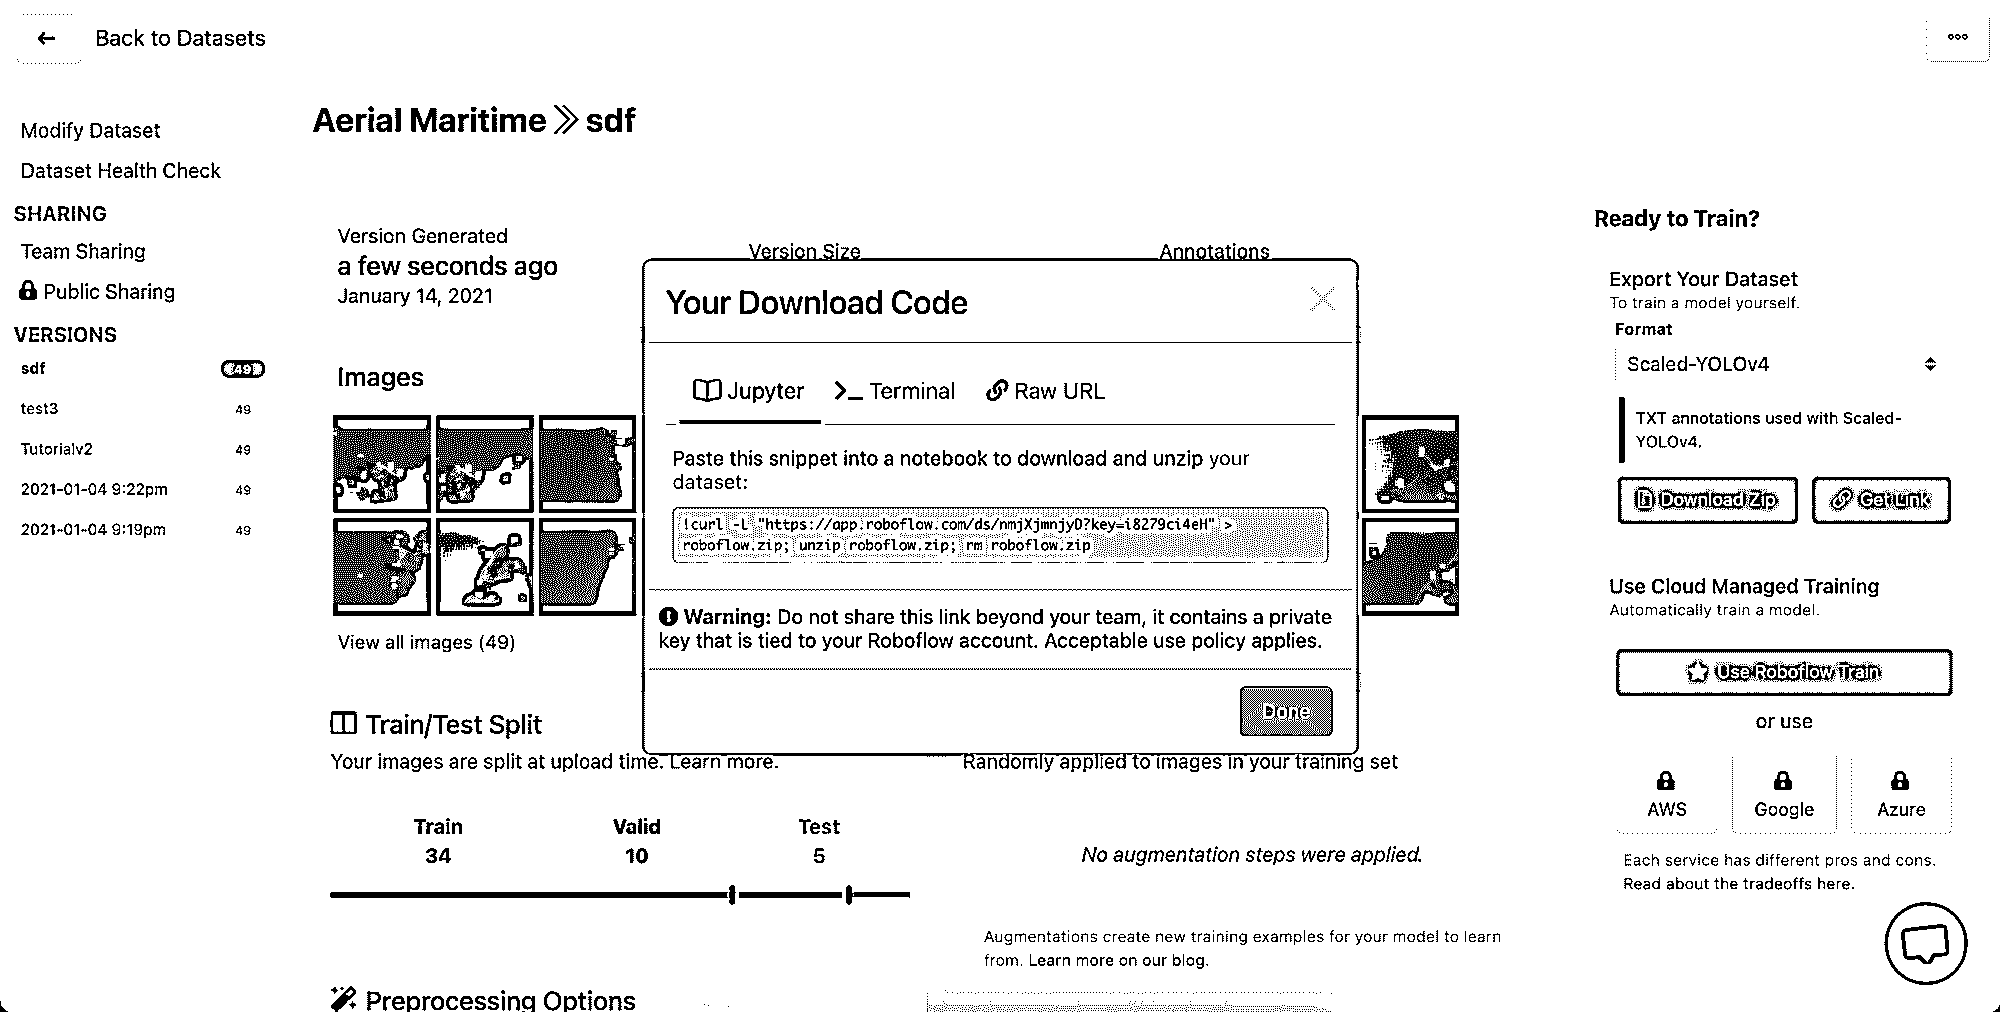 Back to Datasets
Modify Dataset
Dataset Health Check
SHARING
Team Sharing
Public Sharing
VERSIONS
sdf 49
test3 49
Tutorialv2 49
2021-01-04 9:22pm 49
2021-01-04 9:19pm 49
Aerial Maritime sdf
Version Generated
a few seconds ago
January 14, 2021
Version Size
Annotations
Images
View all images (49)
Your Download Code
Jupyter Terminal Raw URL
Paste this snippet into a notebook to download and unzip your
dataset:
!curl -L "https://app.roboflow.com/ds/nmjXjmnjyD?key=i8279ci4eH" >
roboflow.zip; unzip roboflow.zip; rm roboflow.zip
Warning: Do not share this link beyond your team, it contains a private
key that is tied to your Roboflow account. Acceptable use policy applies.
Done
Train/Test Split
Your images are split at upload time. Learn more.
Train Valid Test
34 10 5
Randomly applied to images in your training set
No augmentation steps were applied.
Augmentations create new training examples for your model to learn
from. Learn more on our blog.
Preprocessing Options
Ready to Train?
Export Your Dataset
To train a model yourself.
Format
Scaled-YOLOv4
TXT annotations used with Scaled-
YOLOv4.
Download Zip Get Link
Use Cloud Managed Training
Automatically train a model.
Use Roboflow Train
or use
AWS Google Azure
Each service has different pros and cons.
Read about the tradeoffs here.